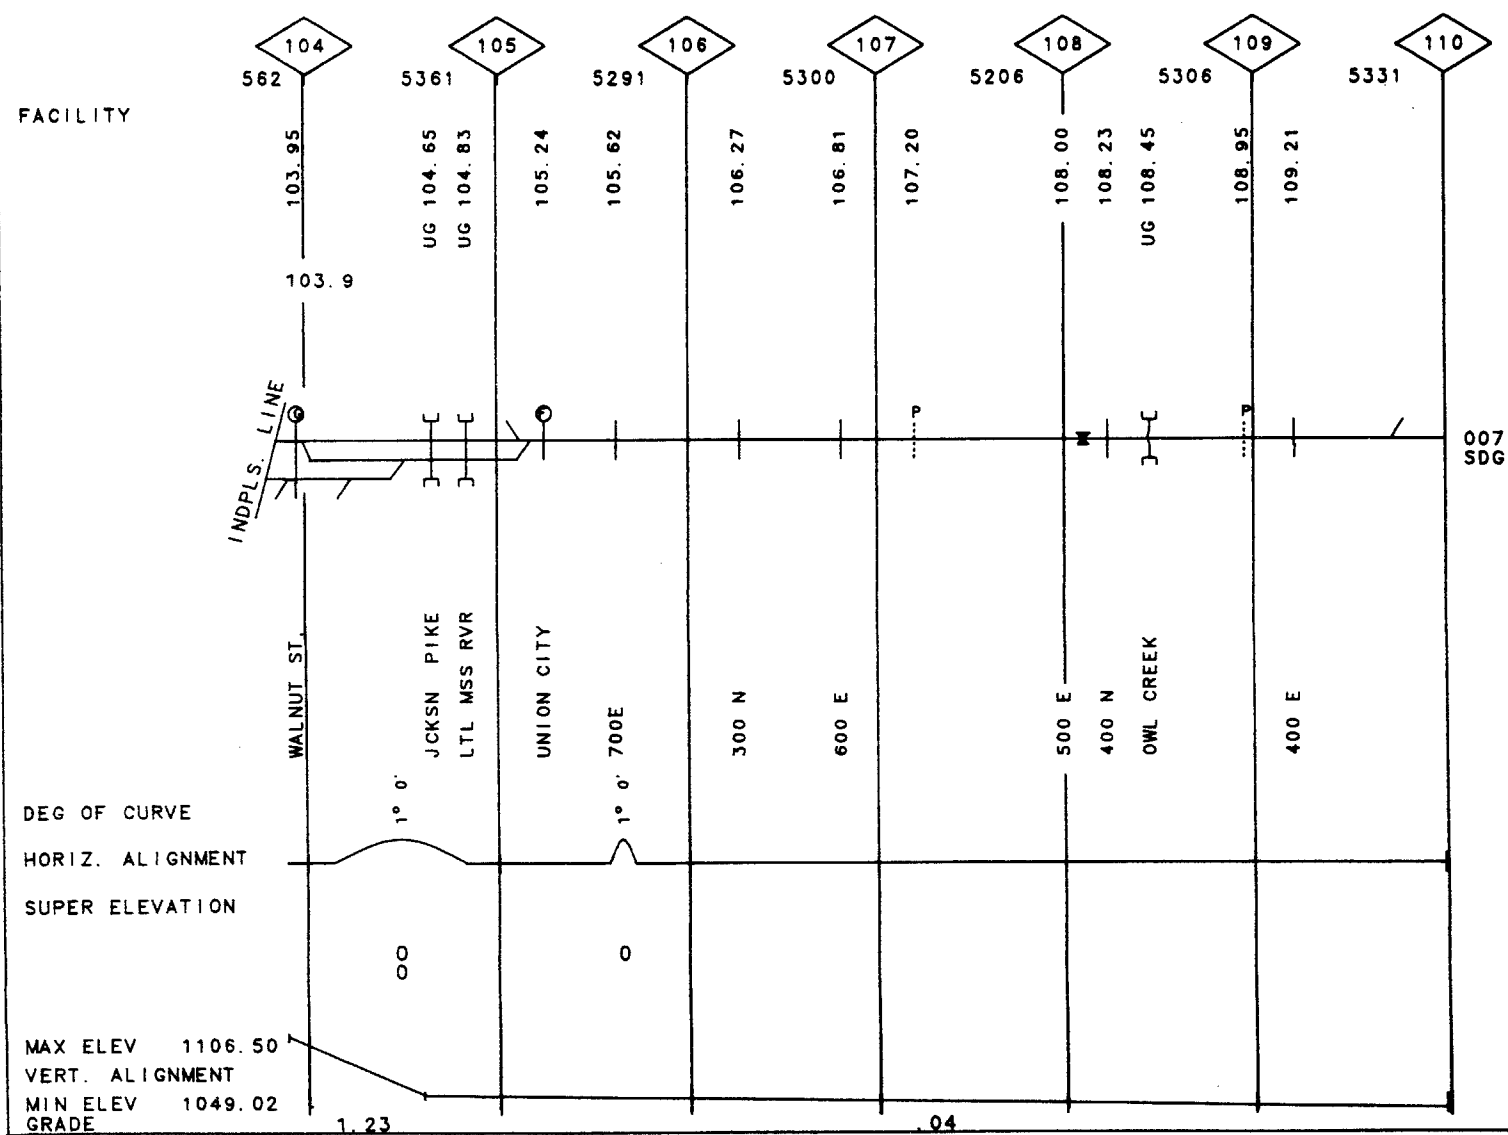 104 105 106 107 108 109 110
562 5361 5291 5300 5206 5306 5331
FACILITY
103.95
UG 104.65
UG 104.83
105.24
105.62
106.27
106.81
107.20
108.00
108.23
UG 108.45
108.95
109.21
103.9
INDPLS. LINE
G
F
P
P
007
SDG
WALNUT ST.
JCKSN PIKE
LTL MSS RVR
UNION CITY
700E
300 N
600 E
500 E
400 N
OWL CREEK
400 E
DEG OF CURVE
1° 0'
1° 0'
HORIZ. ALIGNMENT
SUPER ELEVATION
0 0
0
MAX ELEV 1106.50
VERT. ALIGNMENT
MIN ELEV 1049.02
GRADE 1.23 .04